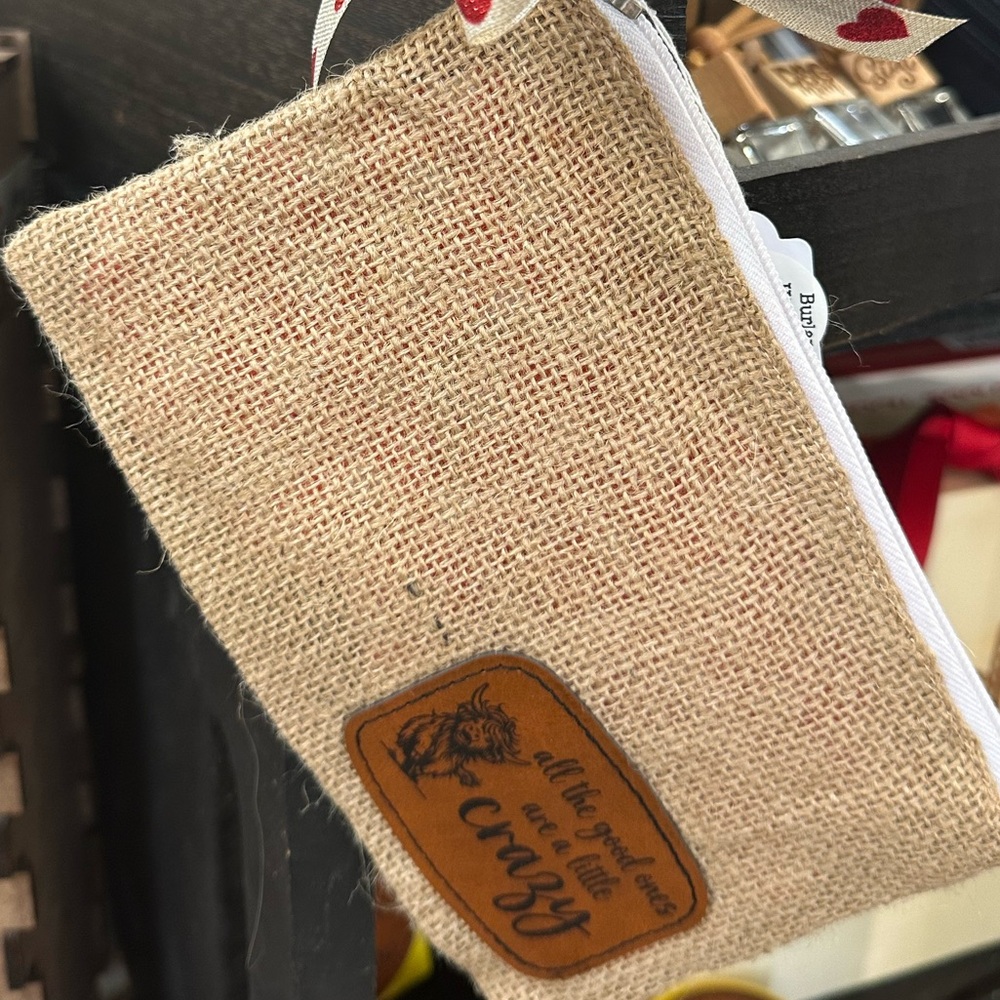 all the good ones
are a little
crazy